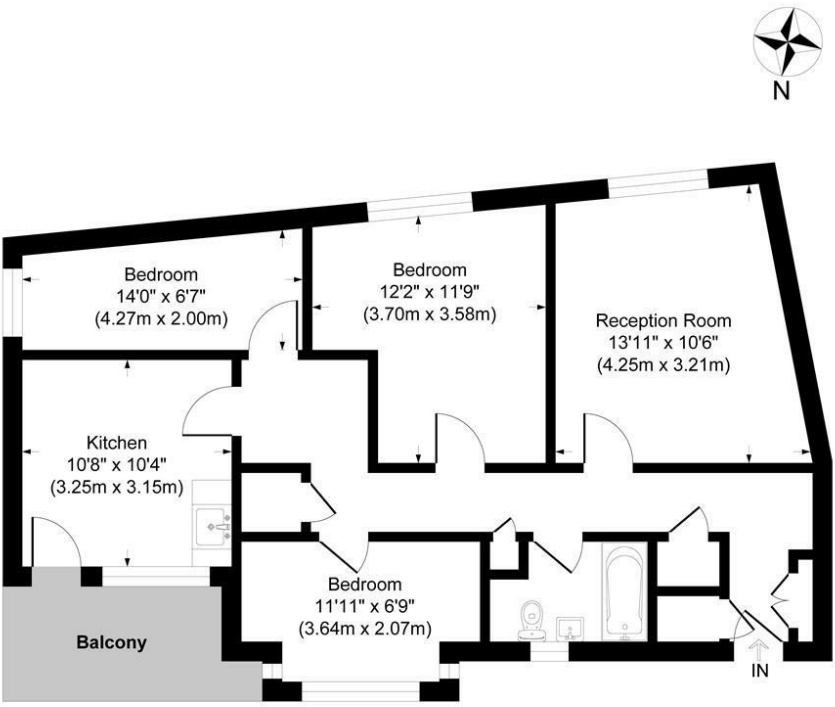 N
Bedroom
14'0" x 6'7"
(4.27m x 2.00m)
Bedroom
12'2" x 11'9"
(3.70m x 3.58m)
Reception Room
13'11" x 10'6"
(4.25m x 3.21m)
Kitchen
10'8" x 10'4"
(3.25m x 3.15m)
Bedroom
11'11" x 6'9"
(3.64m x 2.07m)
Balcony
IN